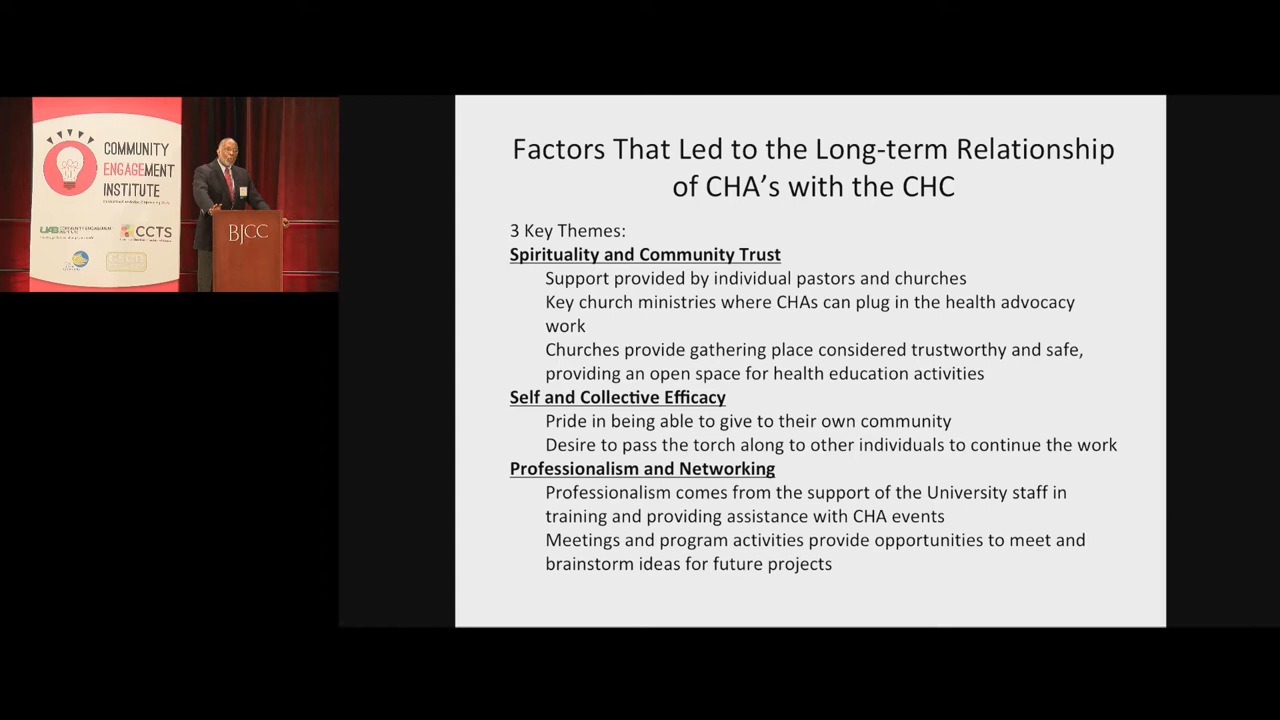 COMMUNITY
ENGAGEMENT
INSTITUTE
UAB
CCTS
BJCC
Factors That Led to the Long-term Relationship
of CHA's with the CHC
3 Key Themes:
Spirituality and Community Trust
Support provided by individual pastors and churches
Key church ministries where CHAs can plug in the health advocacy
work
Churches provide gathering place considered trustworthy and safe,
providing an open space for health education activities
Self and Collective Efficacy
Pride in being able to give to their own community
Desire to pass the torch along to other individuals to continue the work
Professionalism and Networking
Professionalism comes from the support of the University staff in
training and providing assistance with CHA events
Meetings and program activities provide opportunities to meet and
brainstorm ideas for future projects